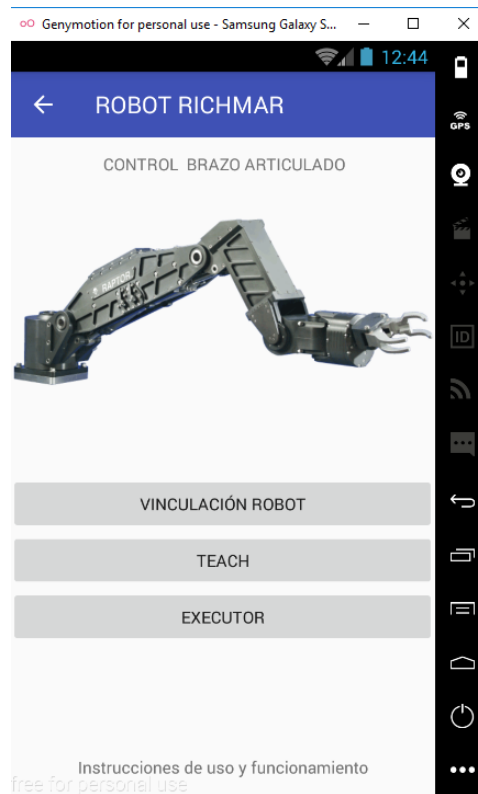 Genymotion for personal use - Samsung Galaxy S...
12:44
GPS
ROBOT RICHMAR
CONTROL BRAZO ARTICULADO
RAPTOR
ID
VINCULACIÓN ROBOT
TEACH
EXECUTOR
Instrucciones de uso y funcionamiento
free for personal use